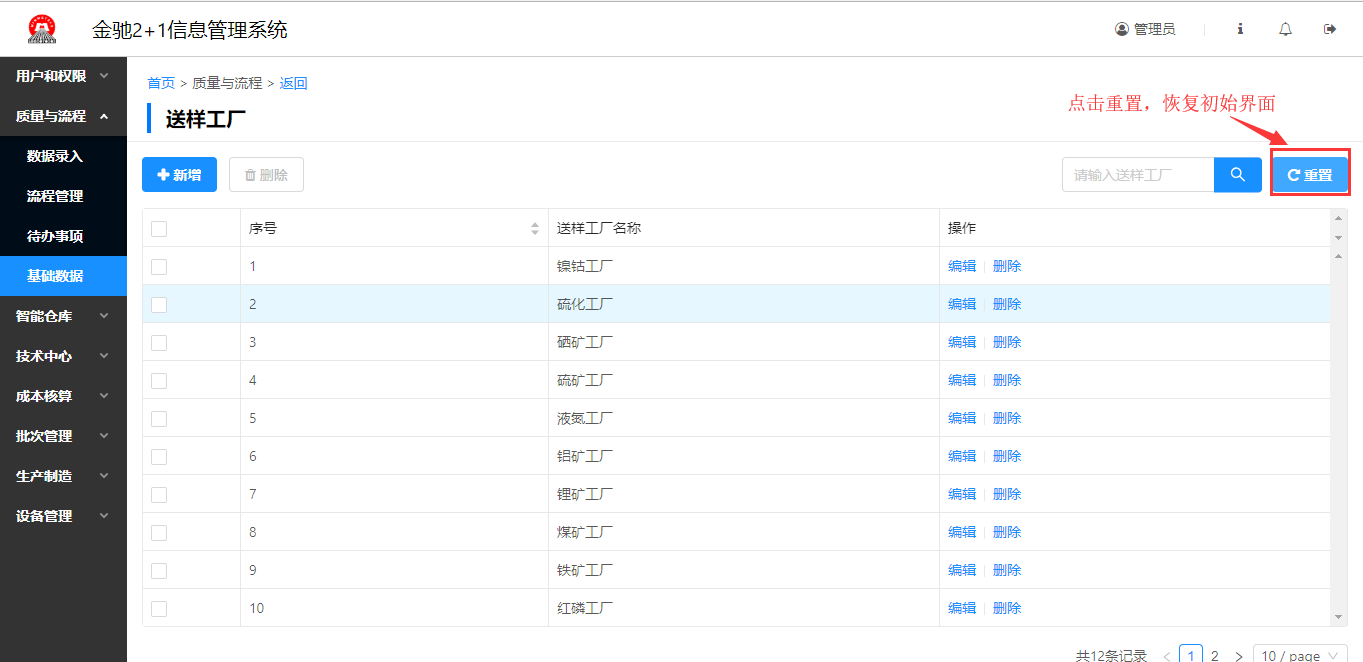 金驰2+1信息管理系统
管理员
用户和权限
质量与流程
数据录入
流程管理
待办事项
基础数据
智能仓库
技术中心
成本核算
批次管理
生产制造
设备管理
首页 > 质量与流程 > 返回
送样工厂
点击重置，恢复初始界面
新增 删除 请输入送样工厂 重置
序号 送样工厂名称 操作
1 镍钴工厂 编辑 删除
2 硫化工厂 编辑 删除
3 硒矿工厂 编辑 删除
4 硫矿工厂 编辑 删除
5 液氮工厂 编辑 删除
6 铝矿工厂 编辑 删除
7 锂矿工厂 编辑 删除
8 煤矿工厂 编辑 删除
9 铁矿工厂 编辑 删除
10 红磷工厂 编辑 删除
共12条记录 < 1 2 > 10 / page